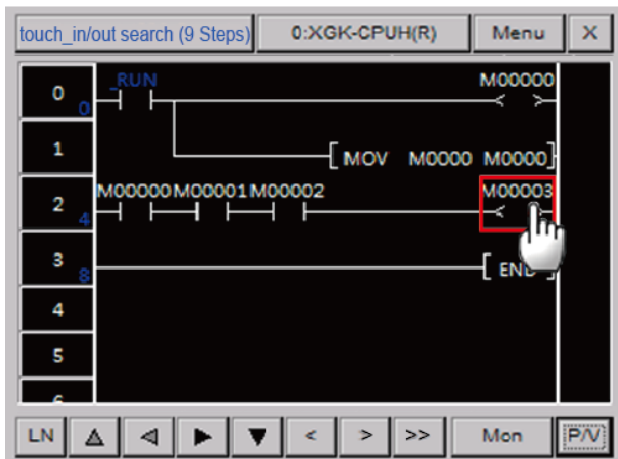 touch_in/out search (9 Steps) 0:XGK-CPUH(R) Menu X
0 0 _RUN M00000
1 MOV M0000 M0000
2 4 M00000 M00001 M00002 M00003
3 8 END
4
5
LN < > >> Mon P/V